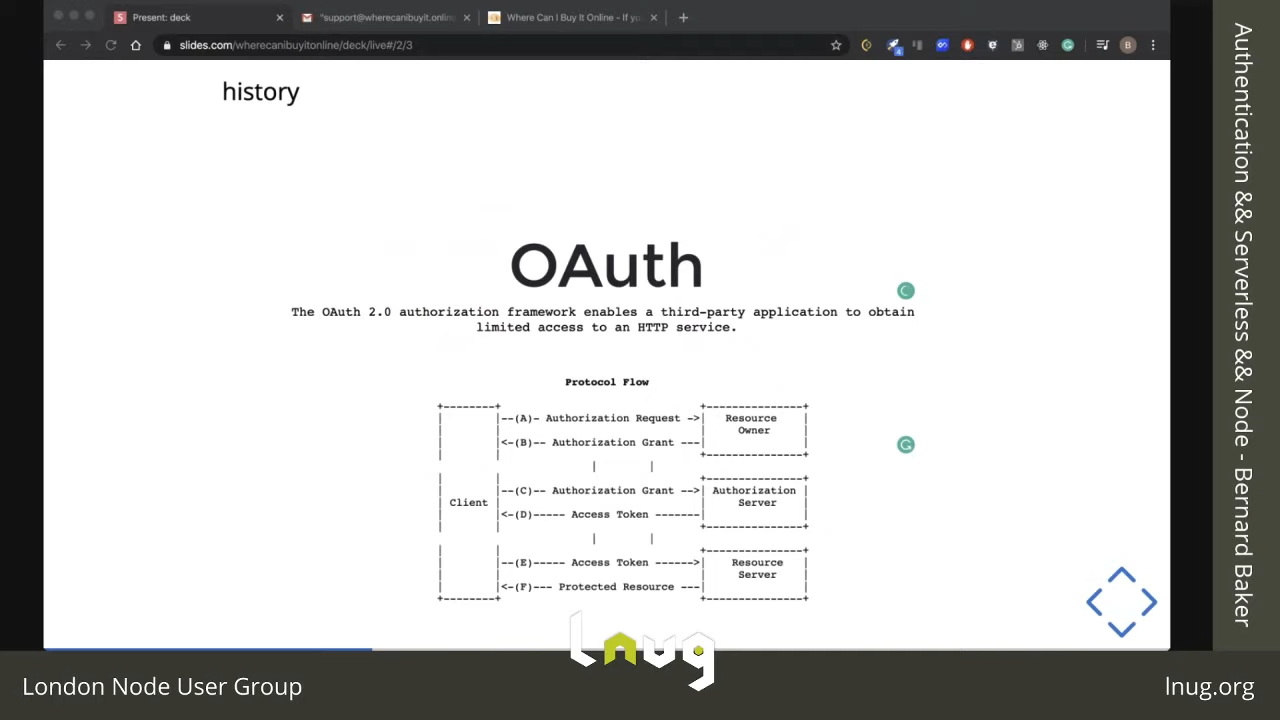 Present: deck
"support@wherecanibuyit.online
Where Can I Buy It Online - If yo
slides.com/wherecanibuyitonline/deck/live#/2/3
B
history
OAuth
The OAuth 2.0 authorization framework enables a third-party application to obtain
limited access to an HTTP service.
Protocol Flow
+--------+                               +---------------+
|        |--(A)- Authorization Request ->|   Resource    |
|        |                               |     Owner     |
|        |<-(B)-- Authorization Grant ---|               |
|        |                               +---------------+
|        |
|        |                               +---------------+
|        |--(C)-- Authorization Grant -->| Authorization |
| Client |                               |     Server    |
|        |<-(D)----- Access Token -------|               |
|        |                               +---------------+
|        |
|        |                               +---------------+
|        |--(E)----- Access Token ------>|    Resource   |
|        |                               |     Server    |
|        |<-(F)--- Protected Resource ---|               |
+--------+                               +---------------+
lnug
London Node User Group
lnug.org
Authentication && Serverless && Node - Bernard Baker